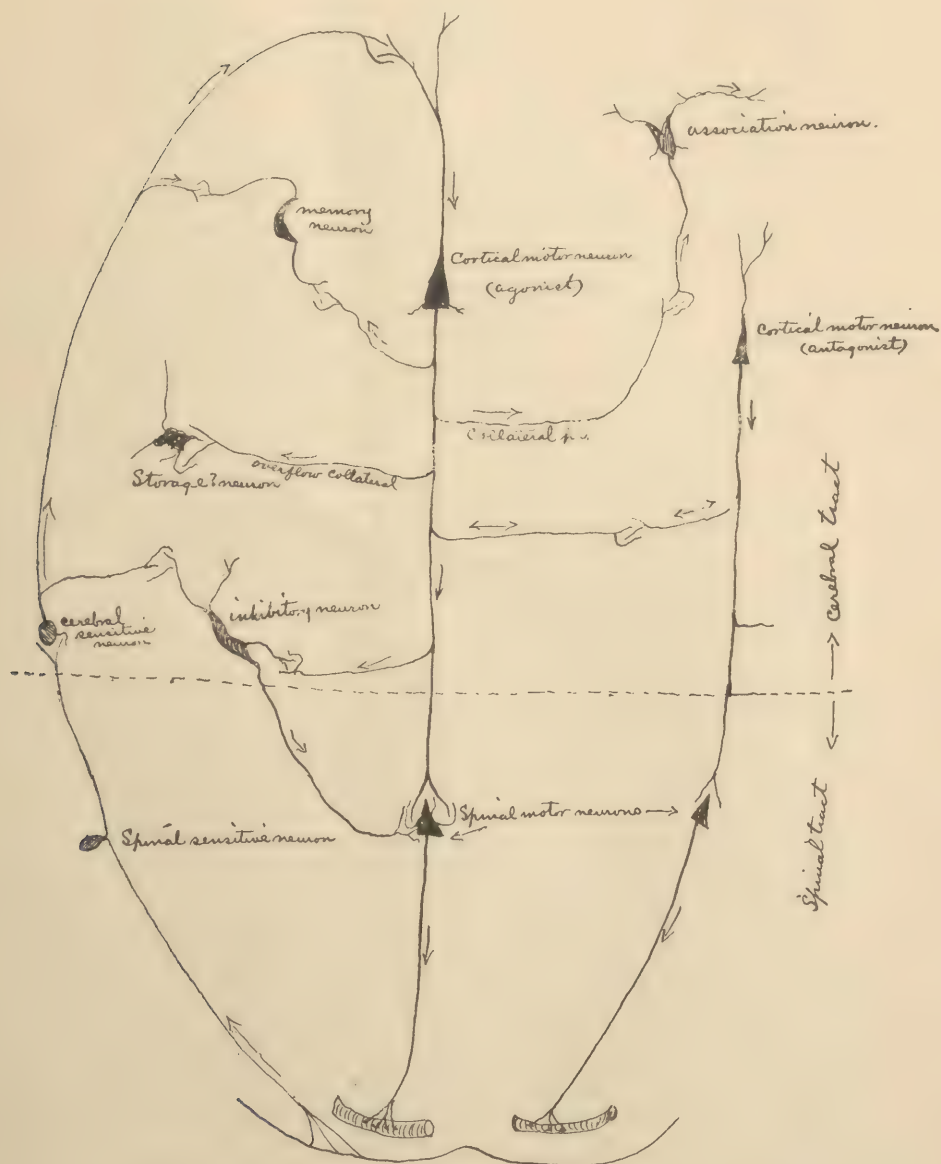 association neuron.
memory
neuron
Cortical motor neuron
(agonist)
Cortical motor neuron
(antagonist)
Collateral
overflow collateral
Storage? neuron
cerebral tract
inhibitory neuron
cerebral
sensitive
neuron
Spinal motor neurons
Spinal sensitive neuron
Spinal tract